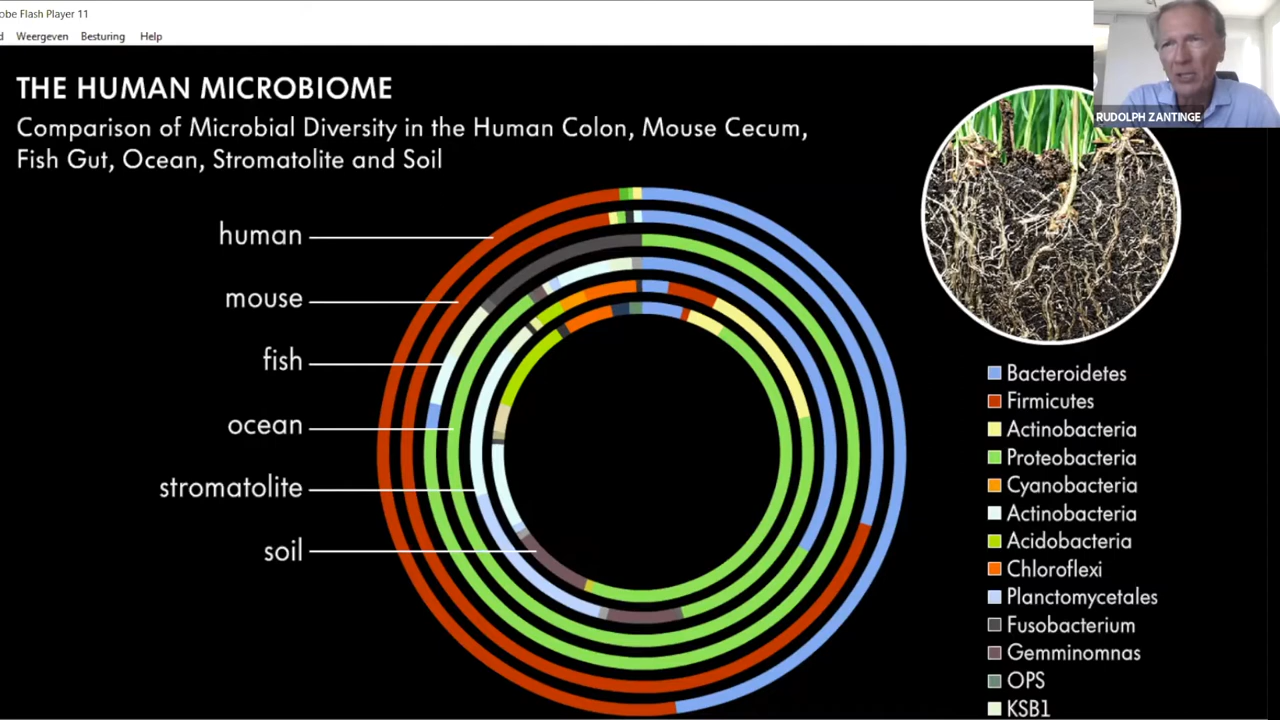 obe Flash Player 11
d Weergeven Besturing Help
RUDOLPH ZANTINGE
THE HUMAN MICROBIOME
Comparison of Microbial Diversity in the Human Colon, Mouse Cecum,
Fish Gut, Ocean, Stromatolite and Soil
human
mouse
fish
ocean
stromatolite
soil
Bacteroidetes
Firmicutes
Actinobacteria
Proteobacteria
Cyanobacteria
Actinobacteria
Acidobacteria
Chloroflexi
Planctomycetales
Fusobacterium
Gemminomnas
OPS
KSB1